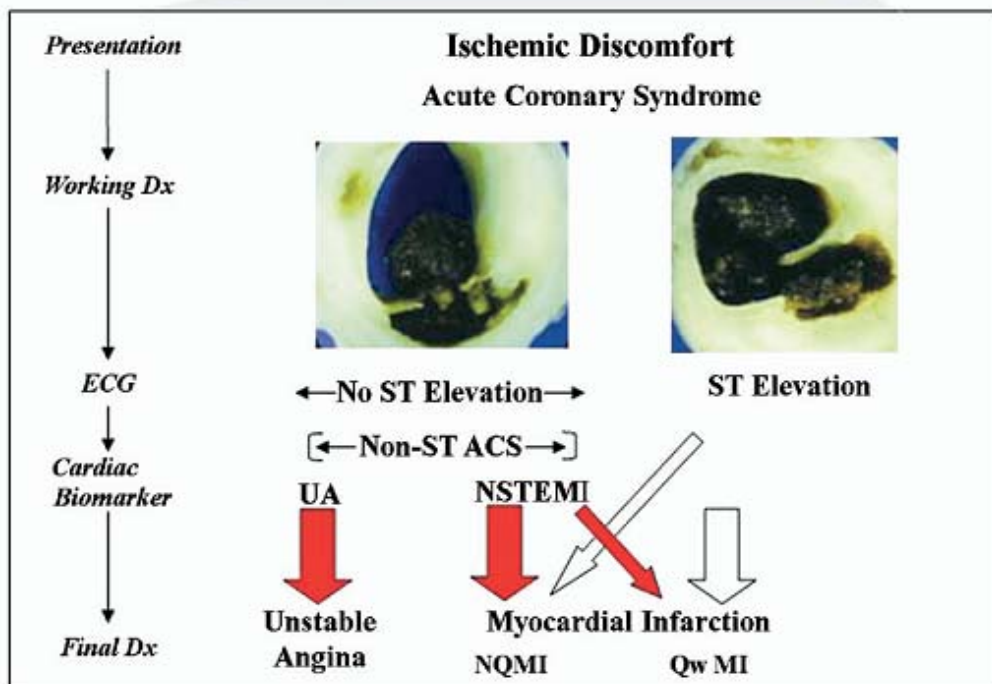 Presentation
Ischemic Discomfort
Acute Coronary Syndrome
Working Dx
ECG
No ST Elevation
ST Elevation
Non-ST ACS
Cardiac
Biomarker
UA
NSTEMI
Final Dx
Unstable
Angina
Myocardial Infarction
NQMI
Qw MI